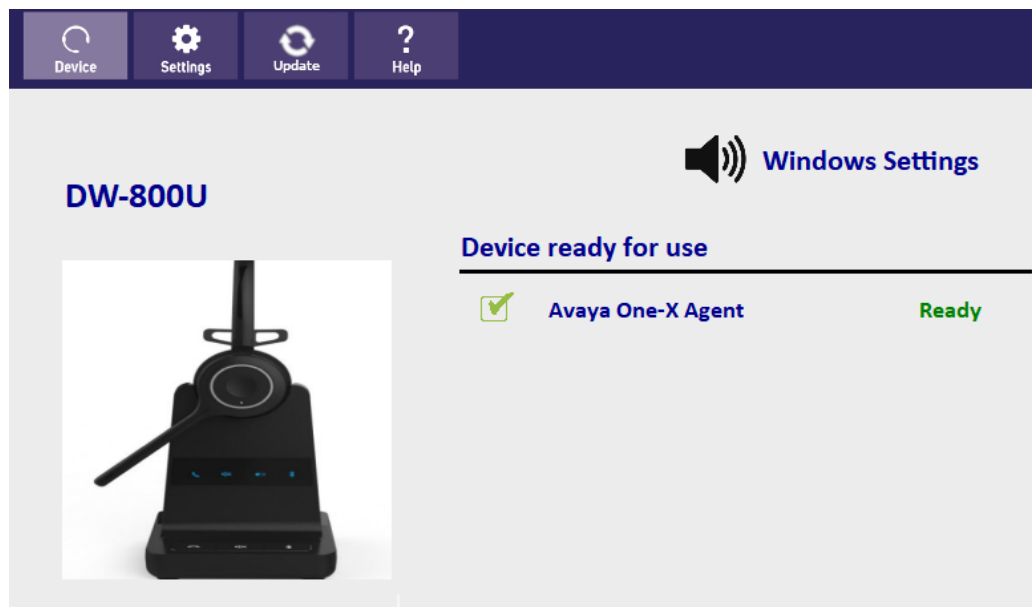 Device
Settings
Update
?
Help
Windows Settings
DW-800U
Device ready for use
Avaya One-X Agent
Ready